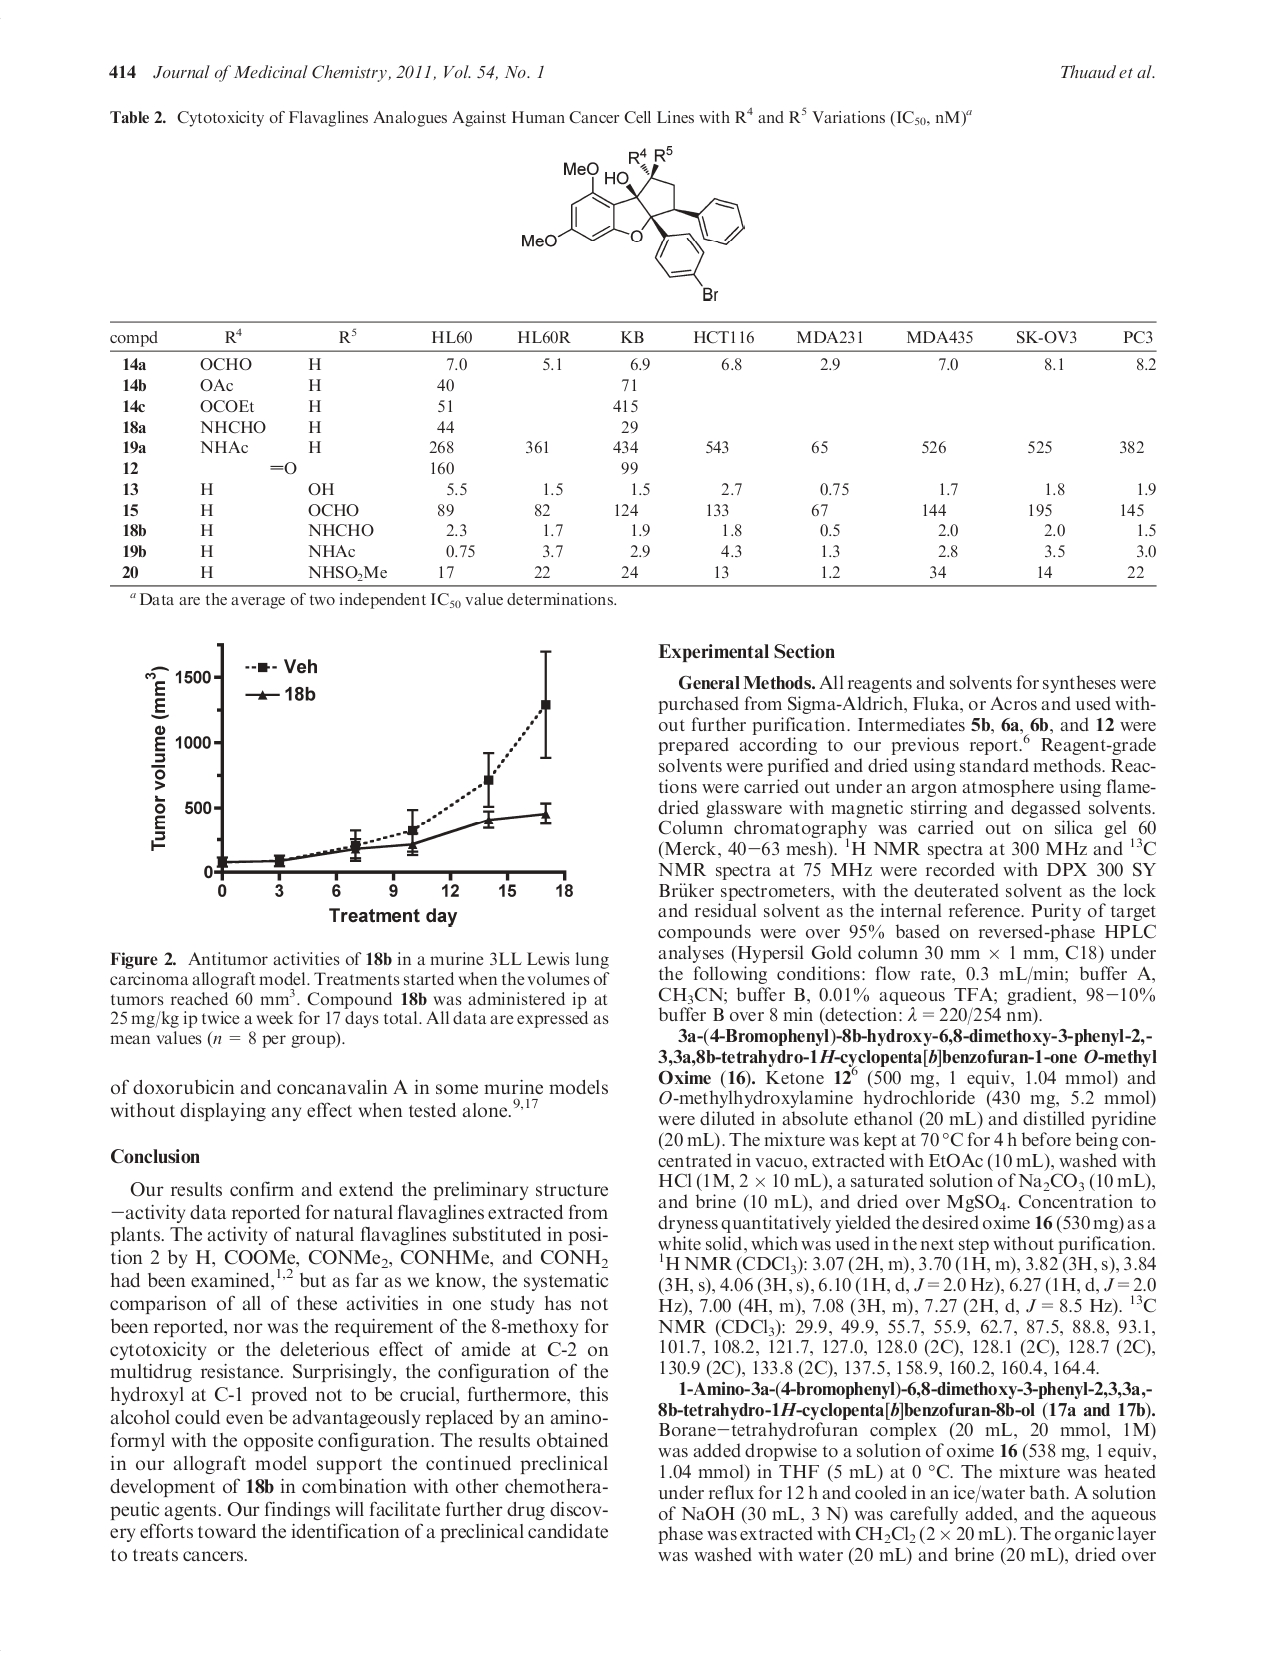 414 Journal of Medicinal Chemistry, 2011, Vol. 54, No. 1 Thuaud et al.
Table 2. Cytotoxicity of Flavaglines Analogues Against Human Cancer Cell Lines with R⁴ and R⁵ Variations (IC₅₀, nM)ᵃ
R⁴ R⁵
MeO
HO
MeO
O
Br
compd R⁴ R⁵ HL60 HL60R KB HCT116 MDA231 MDA435 SK-OV3 PC3
14a OCHO H 7.0 5.1 6.9 6.8 2.9 7.0 8.1 8.2
14b OAc H 40 71
14c OCOEt H 51 415
18a NHCHO H 44 29
19a NHAc H 268 361 434 543 65 526 525 382
12 =O 160 99
13 H OH 5.5 1.5 1.5 2.7 0.75 1.7 1.8 1.9
15 H OCHO 89 82 124 133 67 144 195 145
18b H NHCHO 2.3 1.7 1.9 1.8 0.5 2.0 2.0 1.5
19b H NHAc 0.75 3.7 2.9 4.3 1.3 2.8 3.5 3.0
20 H NHSO₂Me 17 22 24 13 1.2 34 14 22
ᵃ Data are the average of two independent IC₅₀ value determinations.
Tumor volume (mm³)
1500
1000
500
0
Veh
18b
0 3 6 9 12 15 18
Treatment day
Figure 2. Antitumor activities of 18b in a murine 3LL Lewis lung
carcinoma allograft model. Treatments started when the volumes of
tumors reached 60 mm³. Compound 18b was administered ip at
25 mg/kg ip twice a week for 17 days total. All data are expressed as
mean values (n = 8 per group).
of doxorubicin and concanavalin A in some murine models
without displaying any effect when tested alone.⁹,¹⁷
Conclusion
Our results confirm and extend the preliminary structure
−activity data reported for natural flavaglines extracted from
plants. The activity of natural flavaglines substituted in posi-
tion 2 by H, COOMe, CONMe₂, CONHMe, and CONH₂
had been examined,¹,² but as far as we know, the systematic
comparison of all of these activities in one study has not
been reported, nor was the requirement of the 8-methoxy for
cytotoxicity or the deleterious effect of amide at C-2 on
multidrug resistance. Surprisingly, the configuration of the
hydroxyl at C-1 proved not to be crucial, furthermore, this
alcohol could even be advantageously replaced by an amino-
formyl with the opposite configuration. The results obtained
in our allograft model support the continued preclinical
development of 18b in combination with other chemothera-
peutic agents. Our findings will facilitate further drug discov-
ery efforts toward the identification of a preclinical candidate
to treats cancers.
Experimental Section
General Methods. All reagents and solvents for syntheses were
purchased from Sigma-Aldrich, Fluka, or Acros and used with-
out further purification. Intermediates 5b, 6a, 6b, and 12 were
prepared according to our previous report.⁶ Reagent-grade
solvents were purified and dried using standard methods. Reac-
tions were carried out under an argon atmosphere using flame-
dried glassware with magnetic stirring and degassed solvents.
Column chromatography was carried out on silica gel 60
(Merck, 40−63 mesh). ¹H NMR spectra at 300 MHz and ¹³C
NMR spectra at 75 MHz were recorded with DPX 300 SY
Brüker spectrometers, with the deuterated solvent as the lock
and residual solvent as the internal reference. Purity of target
compounds were over 95% based on reversed-phase HPLC
analyses (Hypersil Gold column 30 mm × 1 mm, C18) under
the following conditions: flow rate, 0.3 mL/min; buffer A,
CH₃CN; buffer B, 0.01% aqueous TFA; gradient, 98−10%
buffer B over 8 min (detection: λ = 220/254 nm).
3a-(4-Bromophenyl)-8b-hydroxy-6,8-dimethoxy-3-phenyl-2,-
3,3a,8b-tetrahydro-1H-cyclopenta[b]benzofuran-1-one O-methyl
Oxime (16). Ketone 12⁶ (500 mg, 1 equiv, 1.04 mmol) and
O-methylhydroxylamine hydrochloride (430 mg, 5.2 mmol)
were diluted in absolute ethanol (20 mL) and distilled pyridine
(20 mL). The mixture was kept at 70 °C for 4 h before being con-
centrated in vacuo, extracted with EtOAc (10 mL), washed with
HCl (1M, 2 × 10 mL), a saturated solution of Na₂CO₃ (10 mL),
and brine (10 mL), and dried over MgSO₄. Concentration to
dryness quantitatively yielded the desired oxime 16 (530 mg) as a
white solid, which was used in the next step without purification.
¹H NMR (CDCl₃): 3.07 (2H, m), 3.70 (1H, m), 3.82 (3H, s), 3.84
(3H, s), 4.06 (3H, s), 6.10 (1H, d, J = 2.0 Hz), 6.27 (1H, d, J = 2.0
Hz), 7.00 (4H, m), 7.08 (3H, m), 7.27 (2H, d, J = 8.5 Hz). ¹³C
NMR (CDCl₃): 29.9, 49.9, 55.7, 55.9, 62.7, 87.5, 88.8, 93.1,
101.7, 108.2, 121.7, 127.0, 128.0 (2C), 128.1 (2C), 128.7 (2C),
130.9 (2C), 133.8 (2C), 137.5, 158.9, 160.2, 160.4, 164.4.
1-Amino-3a-(4-bromophenyl)-6,8-dimethoxy-3-phenyl-2,3,3a,-
8b-tetrahydro-1H-cyclopenta[b]benzofuran-8b-ol (17a and 17b).
Borane−tetrahydrofuran complex (20 mL, 20 mmol, 1M)
was added dropwise to a solution of oxime 16 (538 mg, 1 equiv,
1.04 mmol) in THF (5 mL) at 0 °C. The mixture was heated
under reflux for 12 h and cooled in an ice/water bath. A solution
of NaOH (30 mL, 3 N) was carefully added, and the aqueous
phase was extracted with CH₂Cl₂ (2 × 20 mL). The organic layer
was washed with water (20 mL) and brine (20 mL), dried over